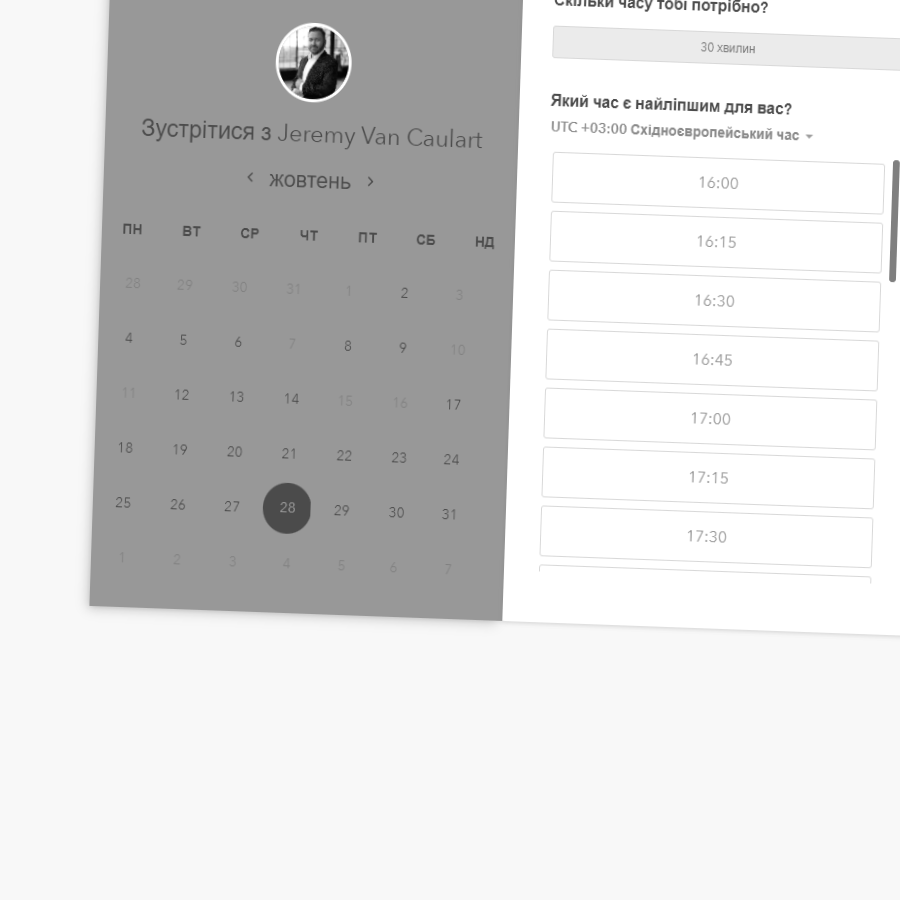 Зустрітися з Jeremy Van Caulart
жовтень
ПН ВТ СР ЧТ ПТ СБ НД
28 29 30 31 1 2 3
4 5 6 7 8 9 10
11 12 13 14 15 16 17
18 19 20 21 22 23 24
25 26 27 28 29 30 31
1 2 3 4 5 6 7
Скільки часу тобі потрібно?
30 хвилин
Який час є найліпшим для вас?
UTC +03:00 Східноєвропейський час
16:00
16:15
16:30
16:45
17:00
17:15
17:30